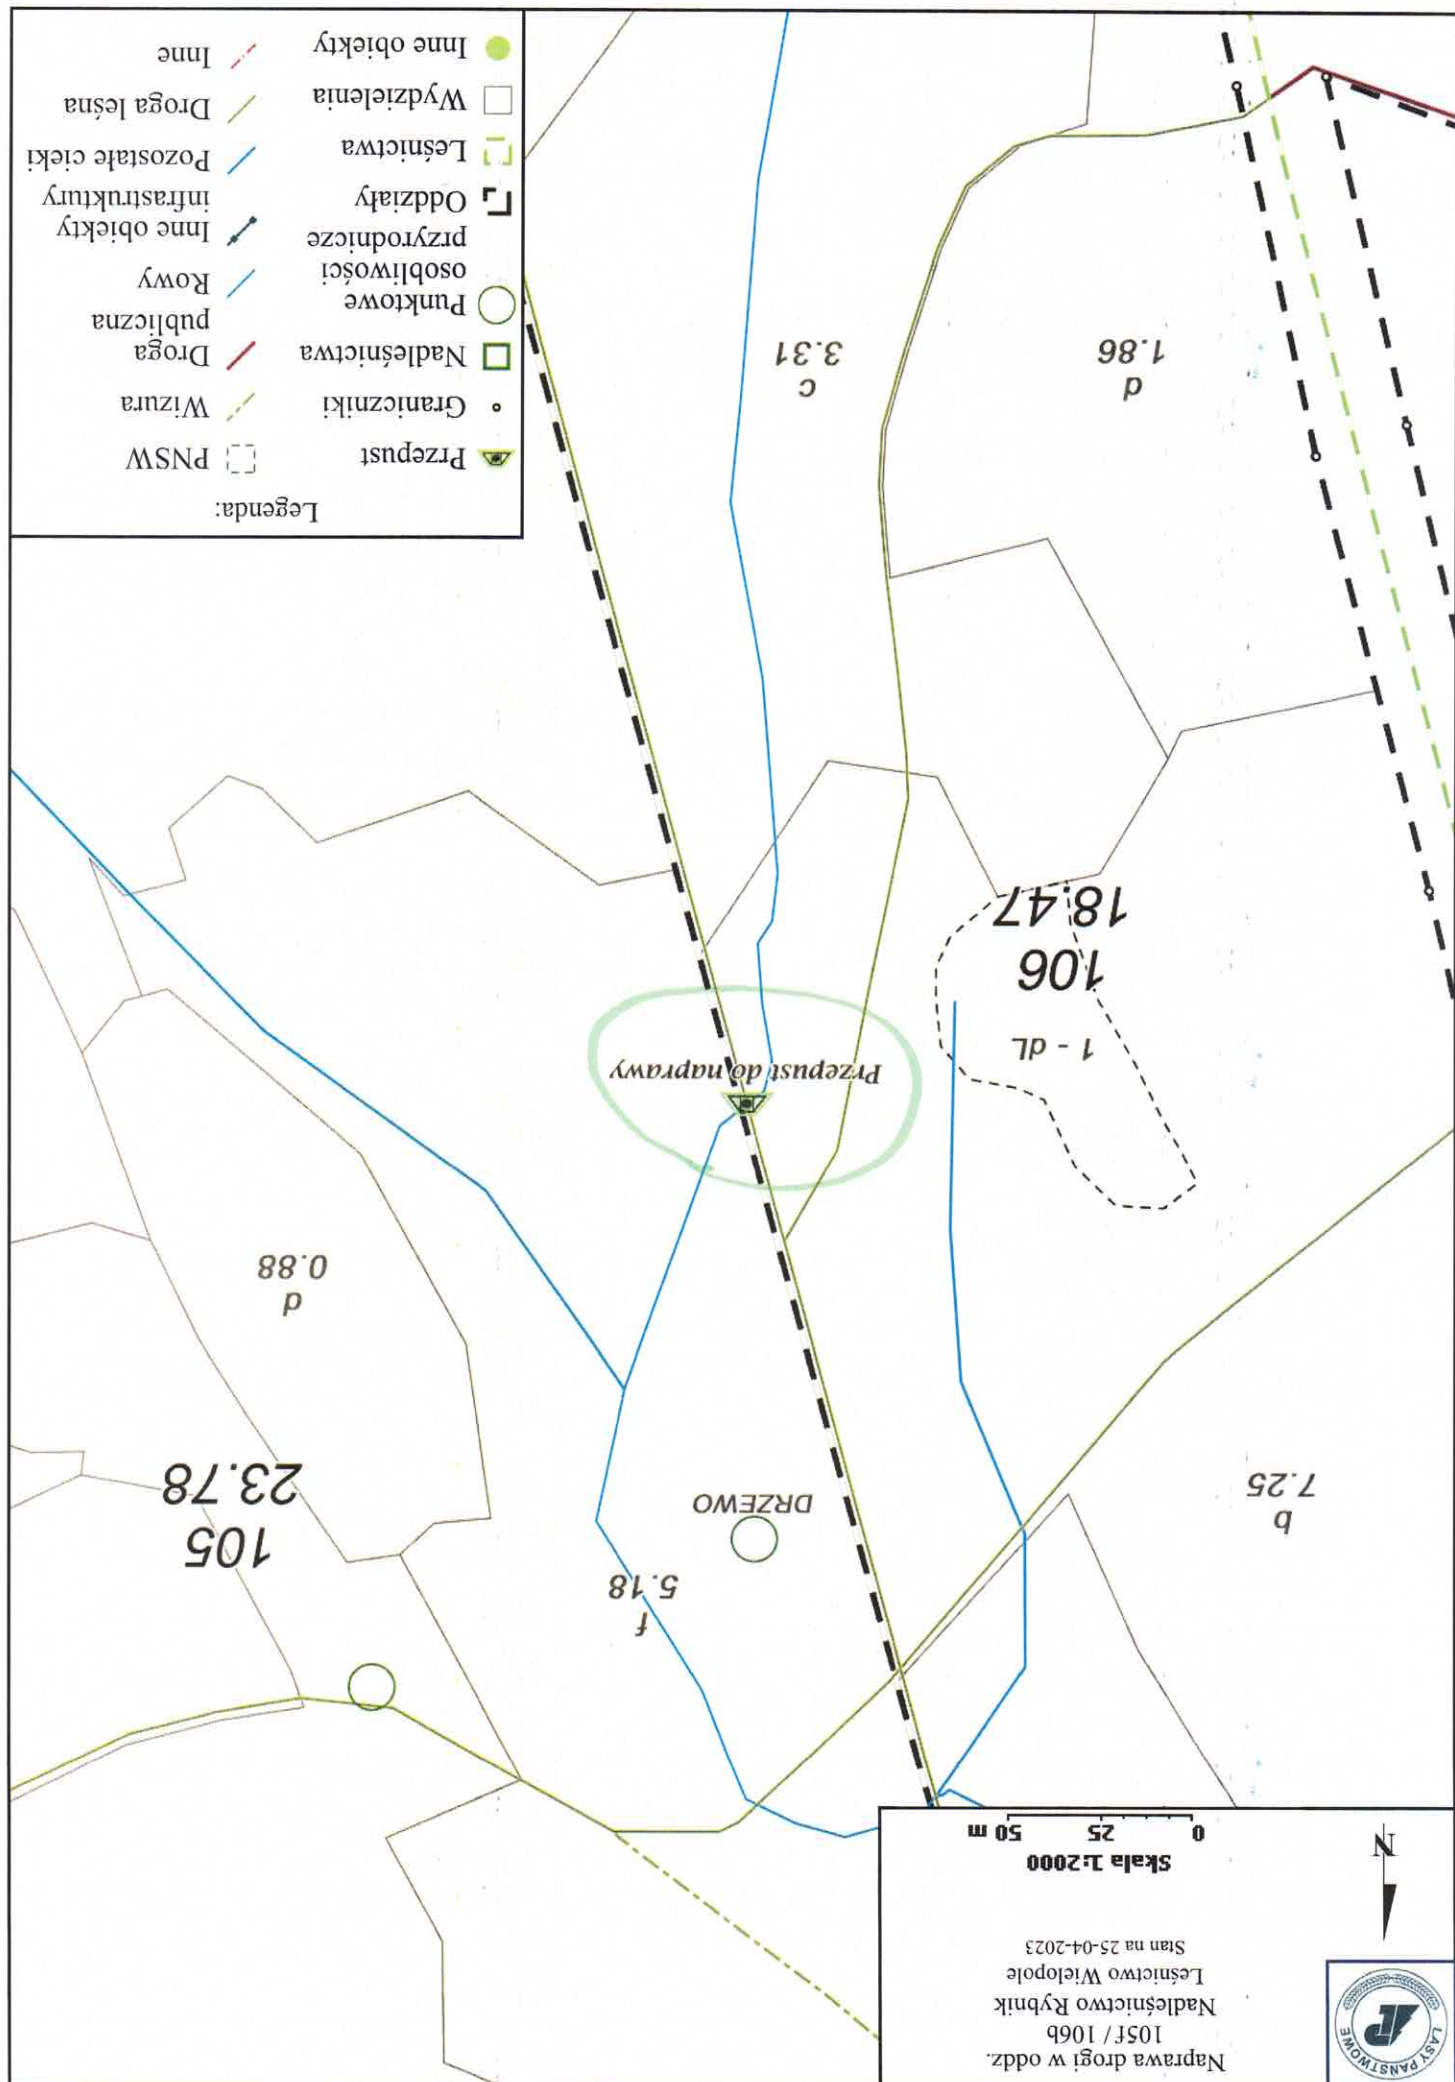 LASY PAŃSTWOWE
LP
Naprawa drogi w oddz.
105f / 106b
Nadleśnictwo Rybnik
Leśnictwo Wielopole
Stan na 25-04-2023
Skala 1:2000
0 25 50 m
N
105
23.78
f
5.18
DRZEWO
b
7.25
d
0.88
Przepust do naprawy
1 - dL
106
18.47
d
1.86
c
3.31
Legenda:
Przepust
Graniczniki
Nadleśnictwa
Punktowe
osobliwości
przyrodnicze
Oddziały
Leśnictwa
Wydzielenia
Inne obiekty
PNSW
Wizura
Droga
publiczna
Rowy
Inne obiekty
infrastruktury
Pozostałe cieki
Droga leśna
Inne